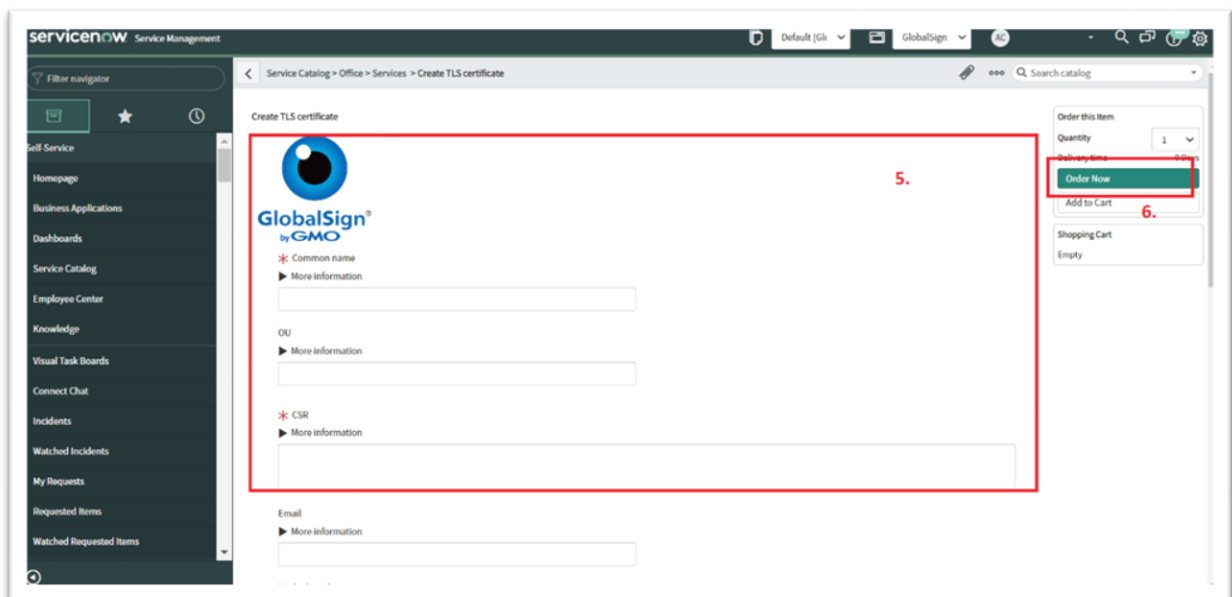 servicenow Service Management
Default [Glc
GlobalSign
AC
Filter navigator
Service Catalog > Office > Services > Create TLS certificate
Search catalog
Self-Service
Homepage
Business Applications
Dashboards
Service Catalog
Employee Center
Knowledge
Visual Task Boards
Connect Chat
Incidents
Watched Incidents
My Requests
Requested Items
Watched Requested Items
Create TLS certificate
5.
GlobalSign®
by GMO
* Common name
More information
OU
More information
* CSR
More information
Email
More information
Order this Item
Quantity 1
Delivery time 0 Days
Order Now
Add to Cart
6.
Shopping Cart
Empty